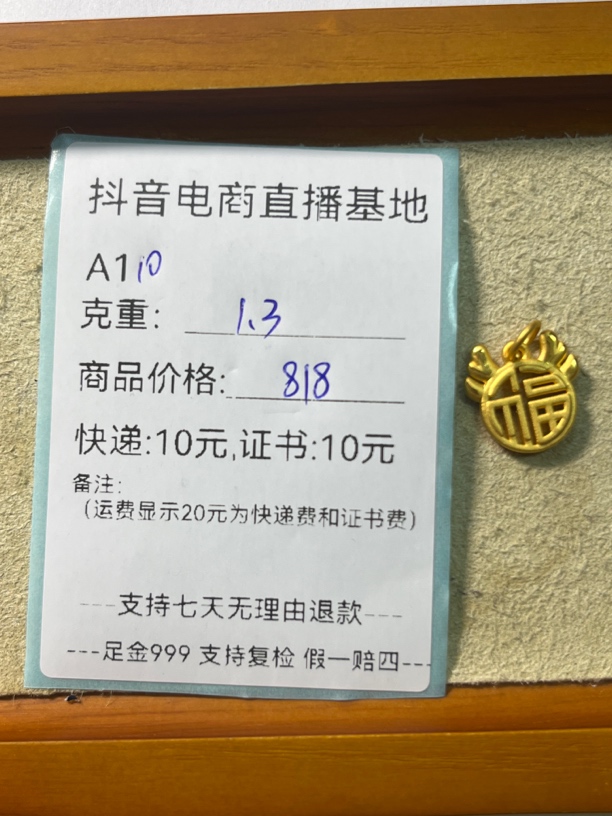 抖音电商直播基地
A110
克重: 1.3
商品价格: 818
快递:10元,证书:10元
备注:
（运费显示20元为快递费和证书费）
---支持七天无理由退款---
---足金999 支持复检 假一赔四---
福